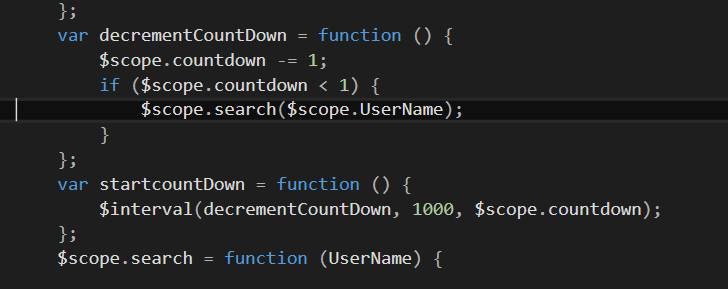 };
var decrementCountDown = function () {
$scope.countdown -= 1;
if ($scope.countdown < 1) {
$scope.search($scope.UserName);
}
};
var startcountDown = function () {
$interval(decrementCountDown, 1000, $scope.countdown);
};
$scope.search = function (UserName) {